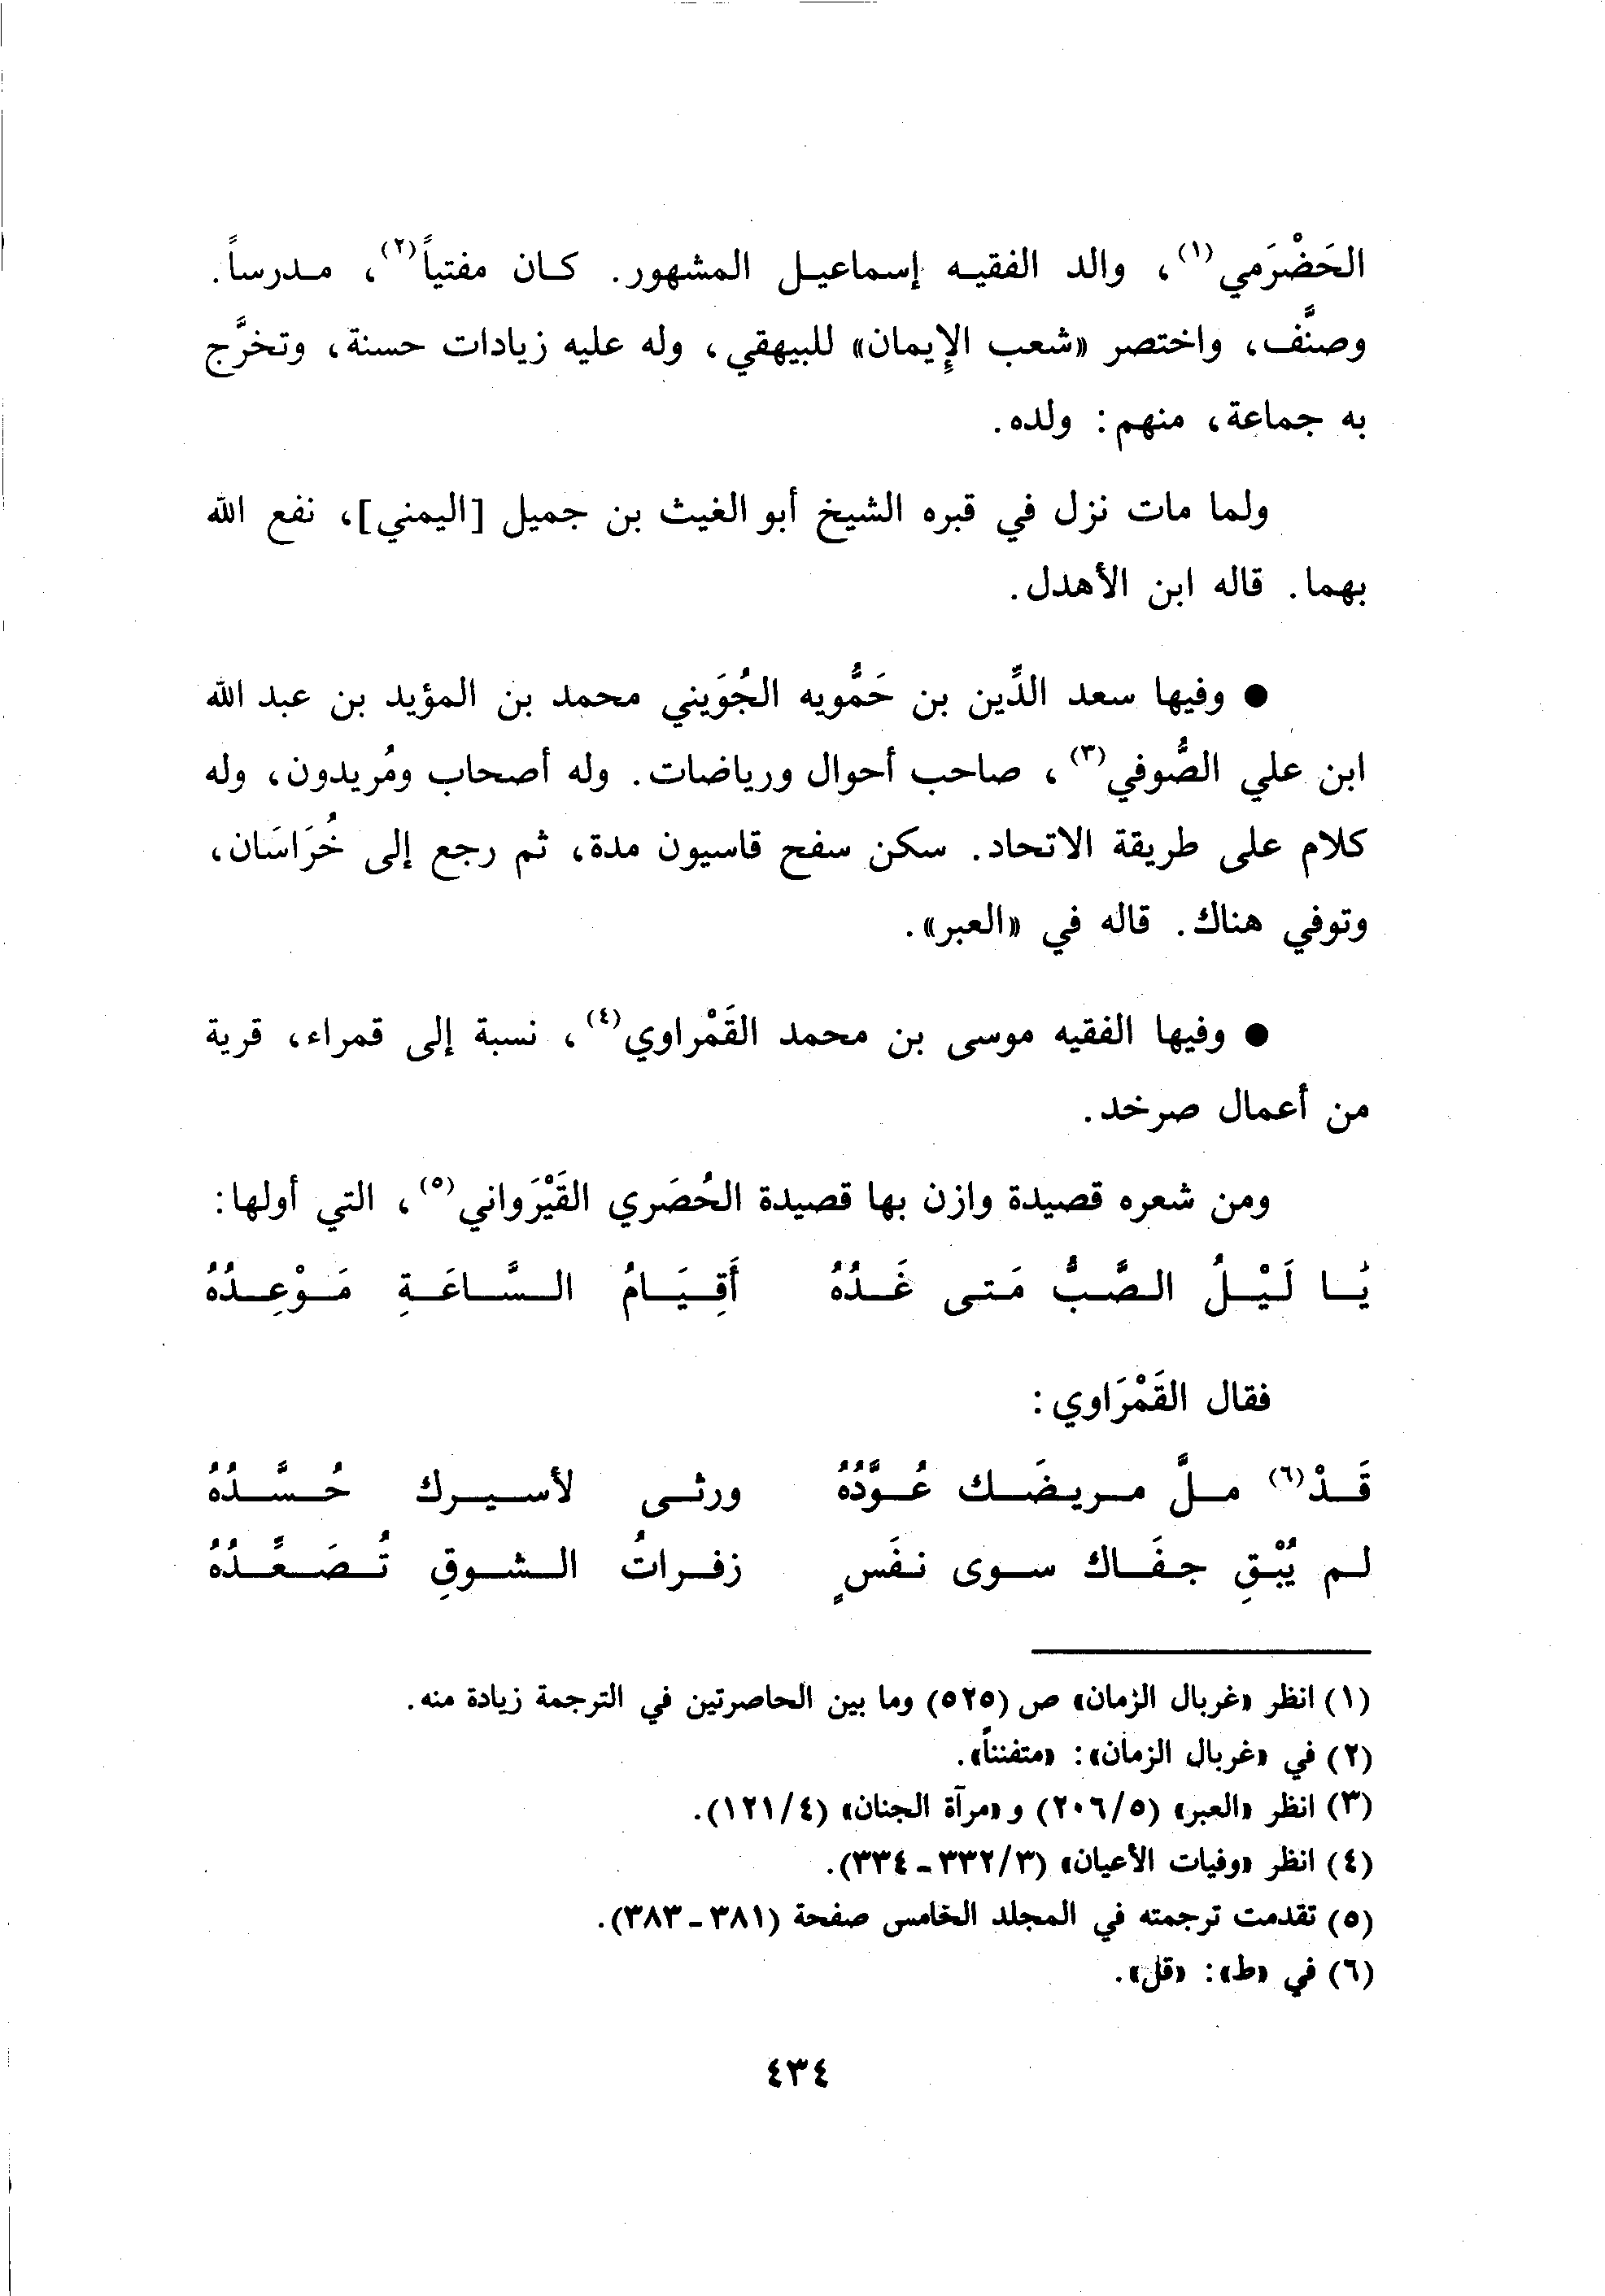 الحَضْرَمي(١)، والد الفقيه إسماعيل المشهور. كان مفتياً(٢)، مدرساً.
وصنَّف، واختصر «شعب الإِيمان» للبيهقي، وله عليه زيادات حسنة، وتخرَّج
به جماعة، منهم: ولده.
ولما مات نزل في قبره الشيخ أبو الغيث بن جميل [اليمني]، نفع الله
بهما. قاله ابن الأهدل.
● وفيها سعد الدِّين بن حَمُّويه الجُوَيني محمد بن المؤيد بن عبد الله
ابن علي الصُّوفي(٣)، صاحب أحوال ورياضات. وله أصحاب ومُريدون، وله
كلام على طريقة الاتحاد. سكن سفح قاسيون مدة، ثم رجع إلى خُرَاسَان،
وتوفي هناك. قاله في «العبر».
● وفيها الفقيه موسى بن محمد القَمْراوي(٤)، نسبة إلى قمراء، قرية
من أعمال صرخد.
ومن شعره قصيدة وازن بها قصيدة الحُصَري القَيْرَواني(٥)، التي أولها:
يَا لَيْلُ الصَّبُّ مَتى غَدُهُ أَقِيَامُ السَّاعَةِ مَوْعِدُهُ
فقال القَمْرَاوي:
قَدْ(٦) ملَّ مريضَك عُوَّدُهُ ورثى لأسيرك حُسَّدُهُ
لم يُبْقِ جفَاك سوى نفَسٍ زفراتُ الشوقِ تُصَعِّدُهُ
(١) انظر «غربال الزمان» ص (٥٢٥) وما بين الحاصرتين في الترجمة زيادة منه.
(٢) في «غربال الزمان»: «متفنناً».
(٣) انظر «العبر» (٢٠٦/٥) و«مرآة الجنان» (١٢١/٤).
(٤) انظر «وفيات الأعيان» (٣٣٢/٣ - ٣٣٤).
(٥) تقدمت ترجمته في المجلد الخامس صفحة (٣٨١ - ٣٨٣).
(٦) في «ط»: «قل».
٤٣٤